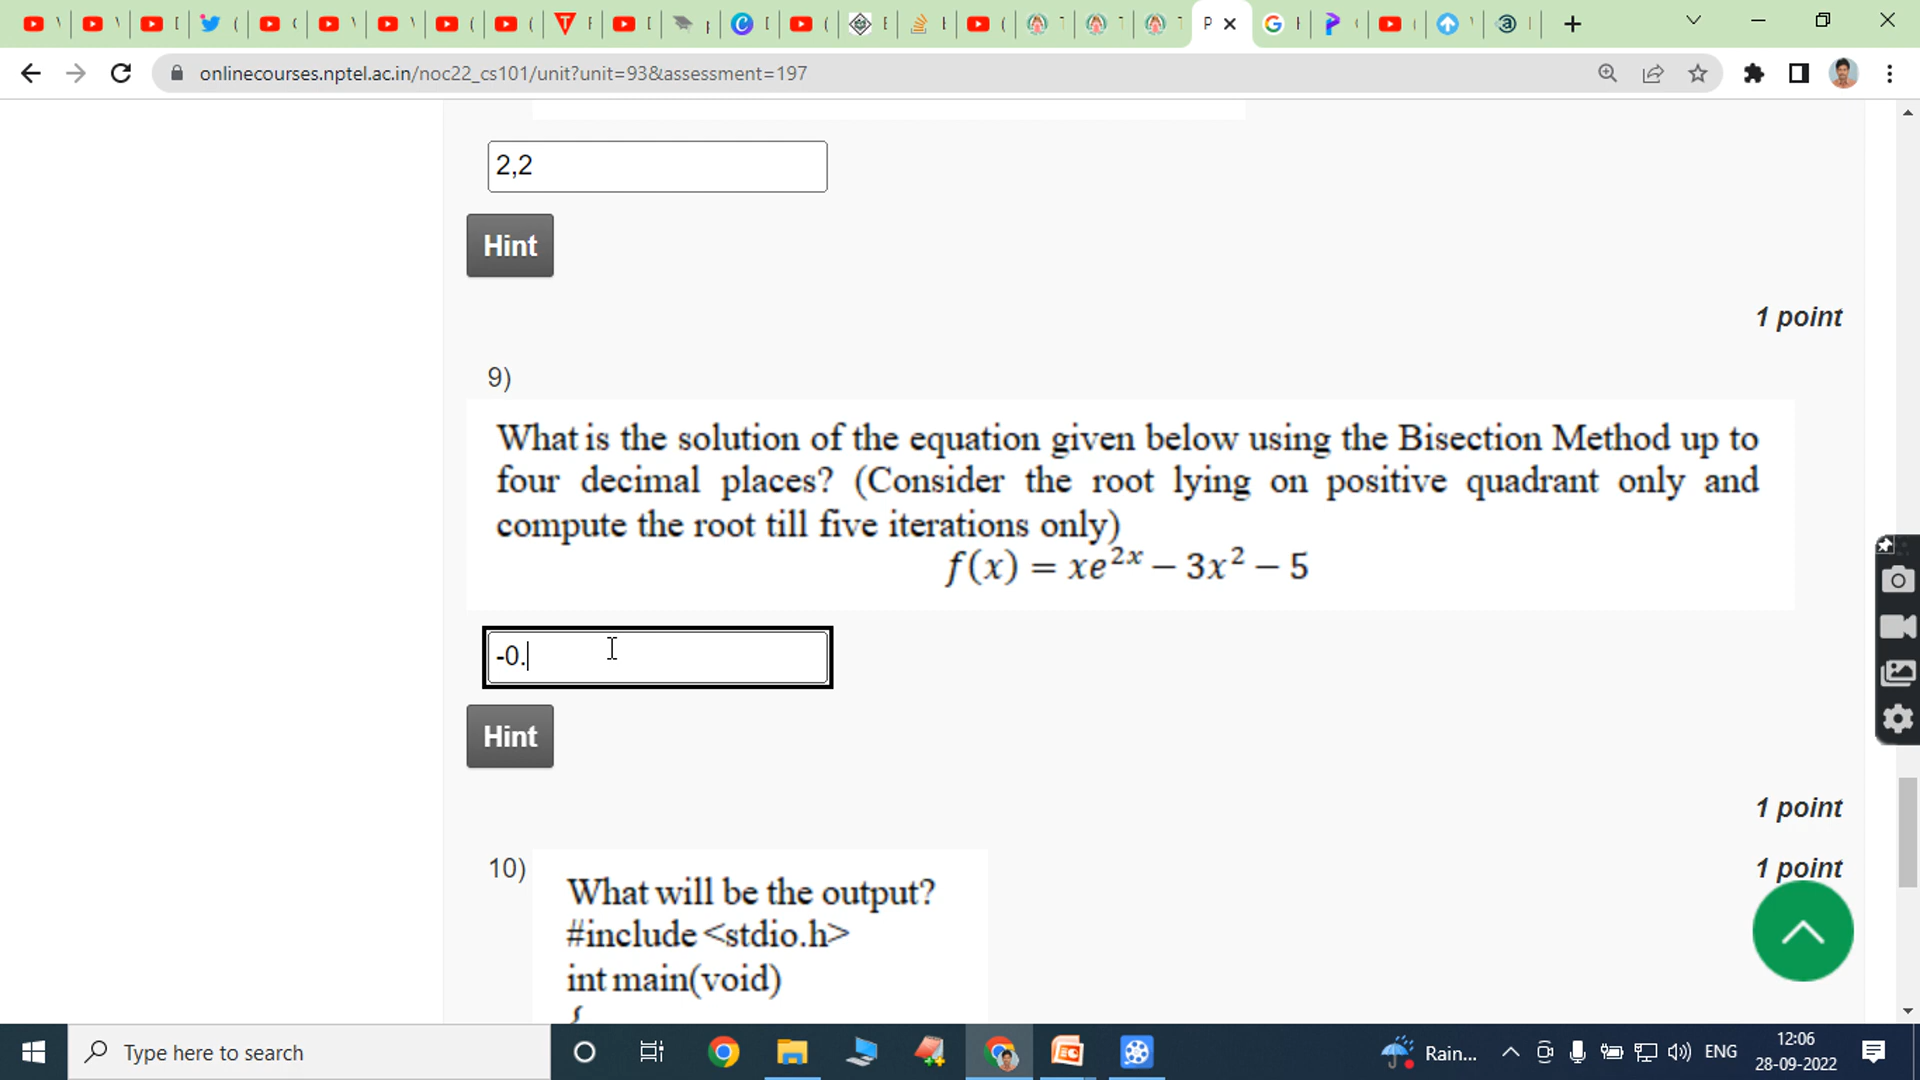 onlinecourses.nptel.ac.in/noc22_cs101/unit?unit=93&assessment=197
2,2
Hint
1 point
9)
What is the solution of the equation given below using the Bisection Method up to
four decimal places? (Consider the root lying on positive quadrant only and
compute the root till five iterations only)
f(x) = xe²ˣ − 3x² − 5
-0.
Hint
1 point
10)
1 point
What will be the output?
#include <stdio.h>
int main(void)
{
Type here to search
Rain...
ENG
12:06
28-09-2022